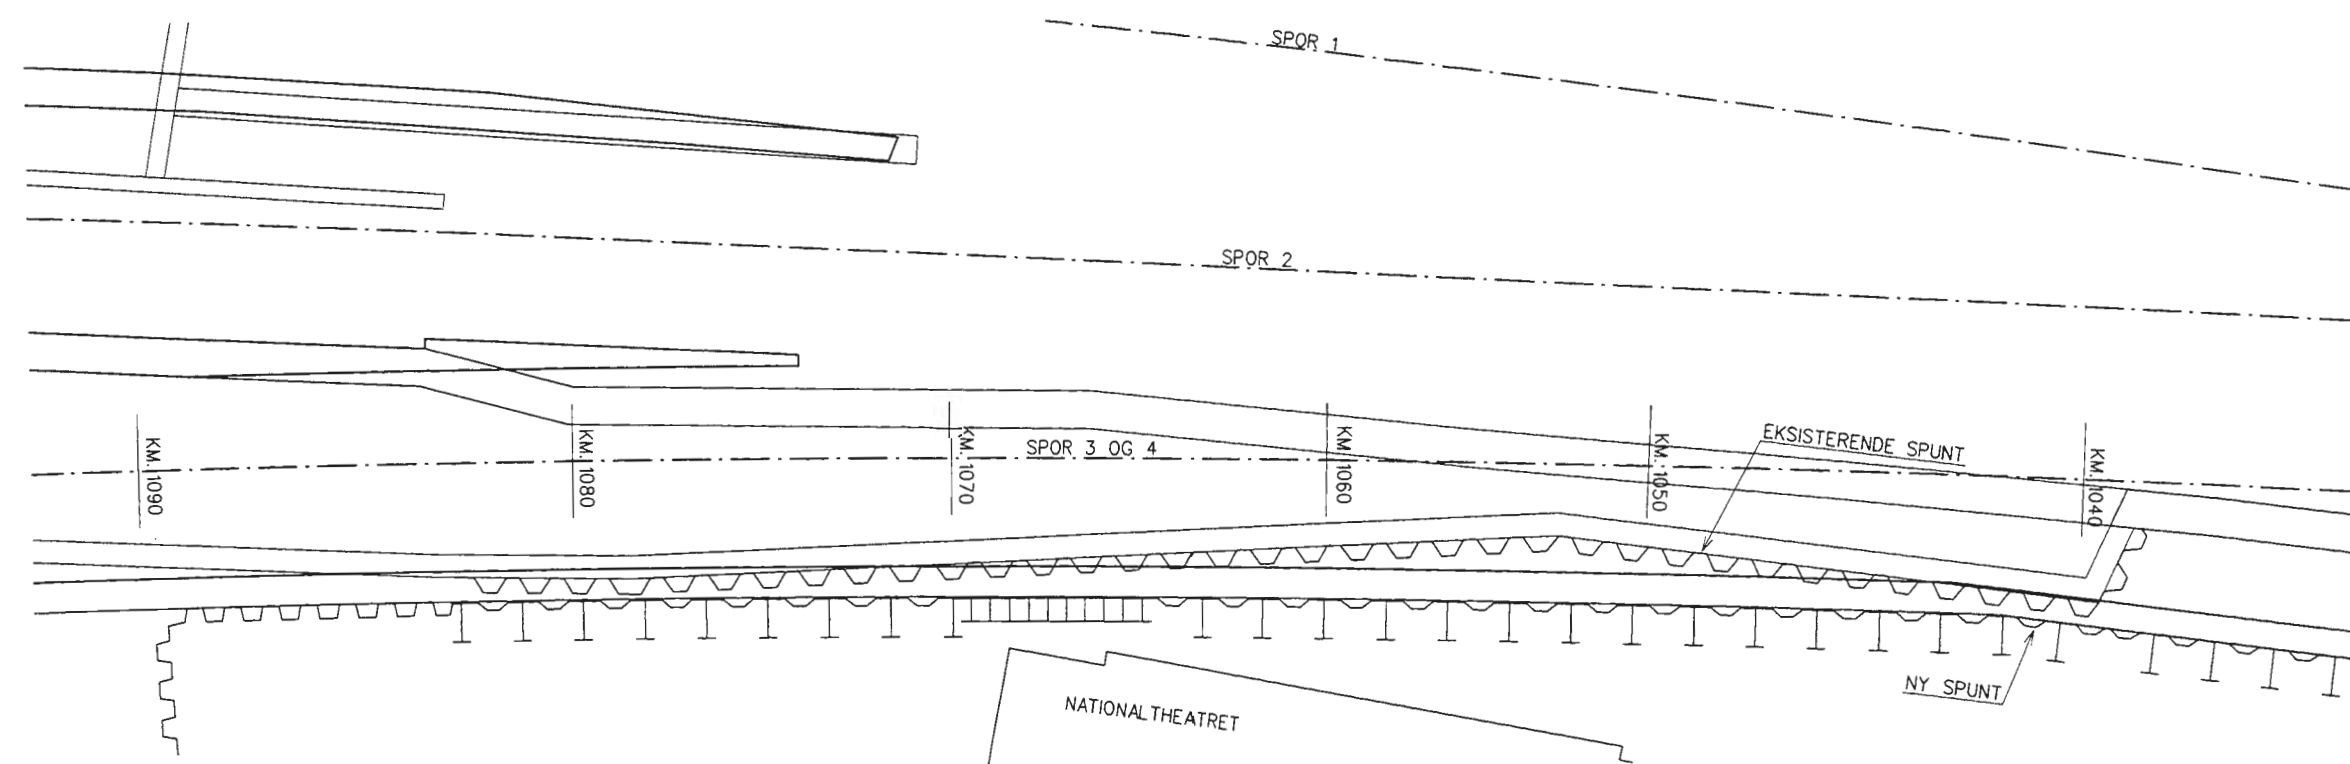 SPOR 1
SPOR 2
EKSISTERENDE SPUNT
SPOR 3 OG 4
KM. 1090
KM. 1080
KM. 1070
KM. 1060
KM. 1050
KM. 1040
NY SPUNT
NATIONALTHEATRET